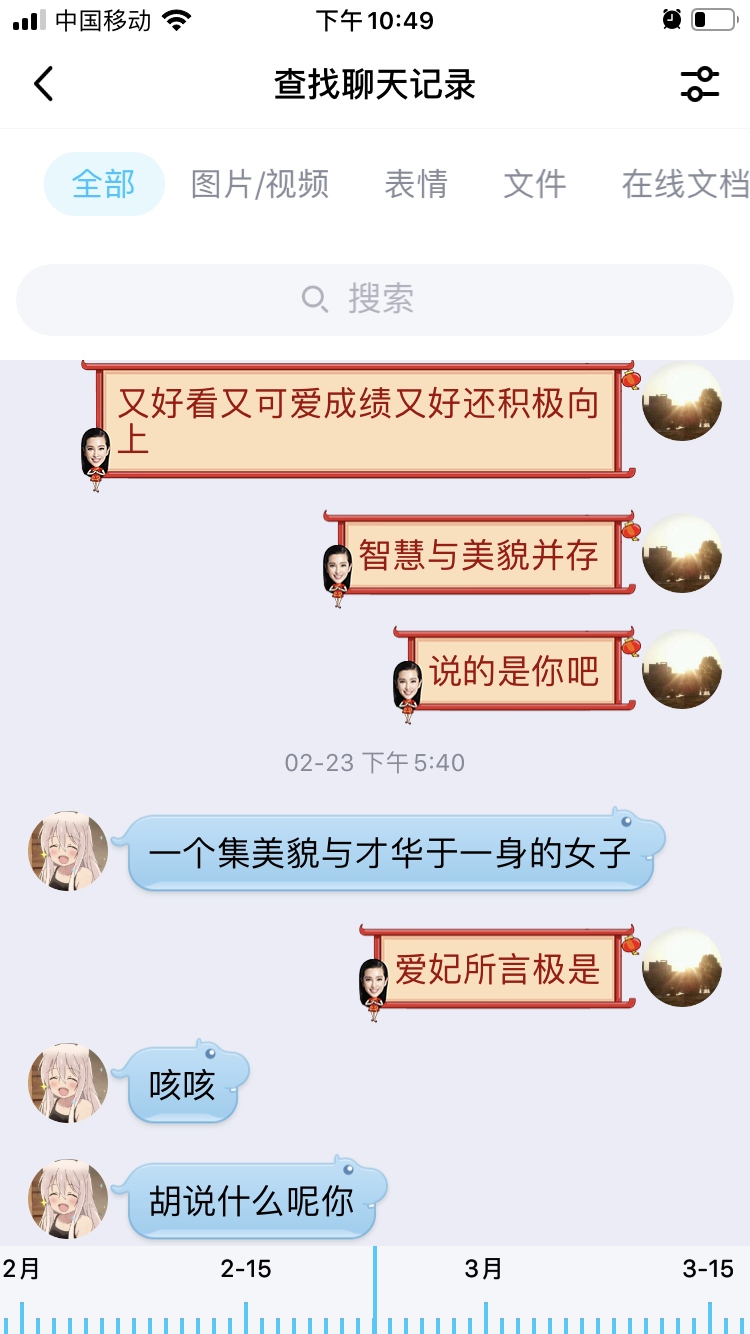 中国移动
下午10:49
查找聊天记录
全部
图片/视频
表情
文件
在线文档
搜索
又好看又可爱成绩又好还积极向
上
智慧与美貌并存
说的是你吧
02-23 下午5:40
一个集美貌与才华于一身的女子
爱妃所言极是
咳咳
胡说什么呢你
2月
2-15
3月
3-15